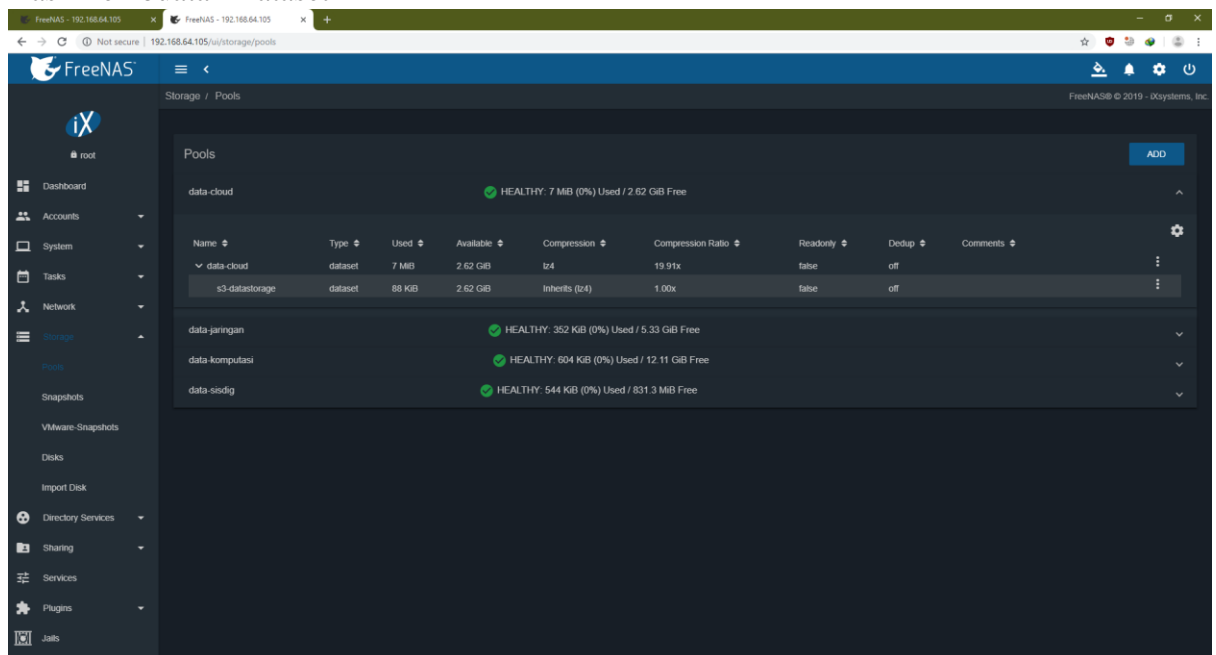 FreeNAS - 192.168.64.105
FreeNAS - 192.168.64.105
Not secure | 192.168.64.105/ui/storage/pools
FreeNAS
Storage / Pools
FreeNAS® © 2019 - iXsystems, Inc.
iX
root
Pools
ADD
Dashboard
data-cloud HEALTHY: 7 MiB (0%) Used / 2.62 GiB Free
Accounts
Name Type Used Available Compression Compression Ratio Readonly Dedup Comments
System
data-cloud dataset 7 MiB 2.62 GiB lz4 19.91x false off
Tasks
s3-datastorage dataset 88 KiB 2.62 GiB Inherits (lz4) 1.00x false off
Network
data-jaringan HEALTHY: 352 KiB (0%) Used / 5.33 GiB Free
Storage
data-komputasi HEALTHY: 604 KiB (0%) Used / 12.11 GiB Free
Pools
data-sisdig HEALTHY: 544 KiB (0%) Used / 831.3 MiB Free
Snapshots
VMware-Snapshots
Disks
Import Disk
Directory Services
Sharing
Services
Plugins
Jails